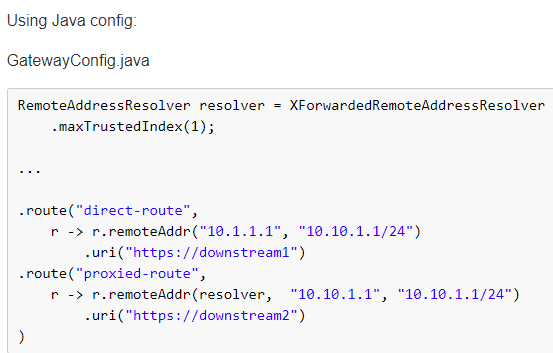 Using Java config:
GatewayConfig.java
RemoteAddressResolver resolver = XForwardedRemoteAddressResolver
    .maxTrustedIndex(1);
...
.route("direct-route",
    r -> r.remoteAddr("10.1.1.1", "10.10.1.1/24")
        .uri("https://downstream1")
.route("proxied-route",
    r -> r.remoteAddr(resolver,  "10.10.1.1", "10.10.1.1/24")
        .uri("https://downstream2")
)